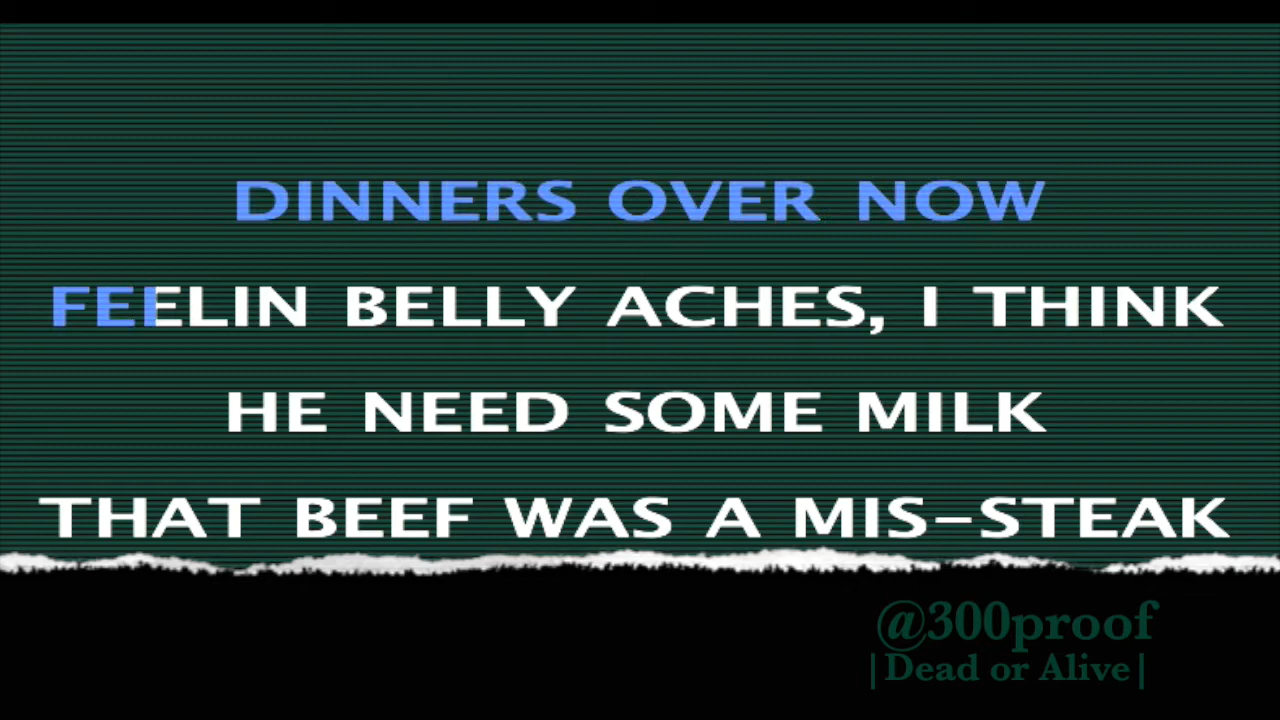 DINNERS OVER NOW
FEELIN BELLY ACHES, I THINK
HE NEED SOME MILK
THAT BEEF WAS A MIS-STEAK
@300proof
|Dead or Alive|